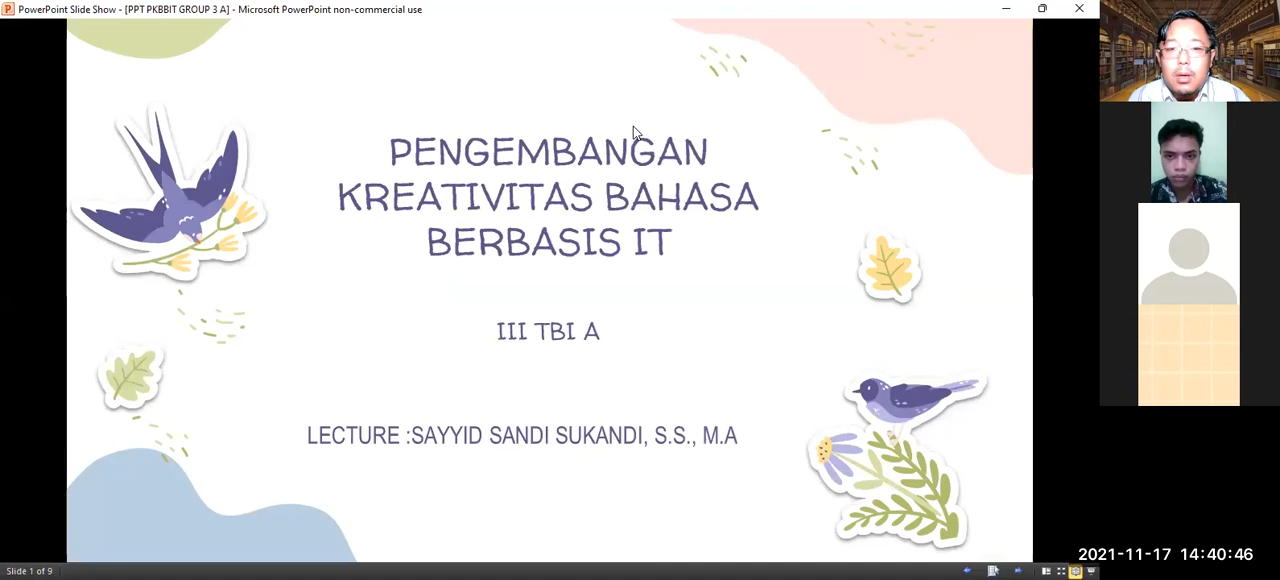 PowerPoint Slide Show - [PPT PKBBIT GROUP 3 A] - Microsoft PowerPoint non-commercial use
PENGEMBANGAN
KREATIVITAS BAHASA
BERBASIS IT
III TBI A
LECTURE :SAYYID SANDI SUKANDI, S.S., M.A
2021-11-17 14:40:46
Slide 1 of 9